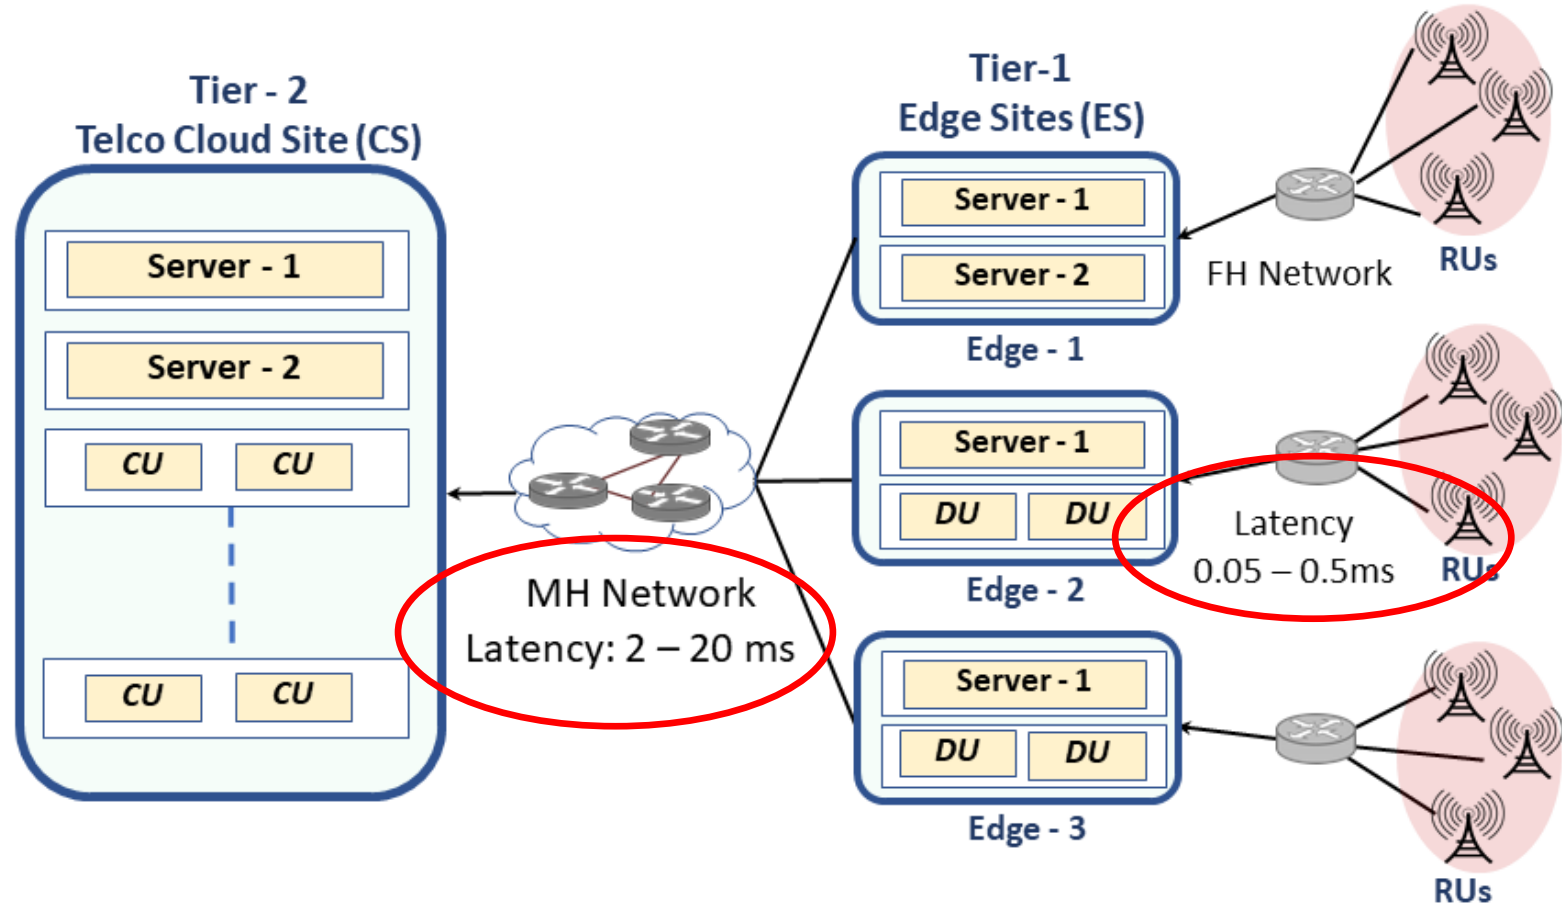 Tier - 2
Telco Cloud Site (CS)
Server - 1
Server - 2
CU CU
CU CU
MH Network
Latency: 2 – 20 ms
Tier-1
Edge Sites (ES)
Server - 1
Server - 2
Edge - 1
Server - 1
DU DU
Edge - 2
Server - 1
DU DU
Edge - 3
FH Network
RUs
Latency
0.05 – 0.5ms
RUs
RUs